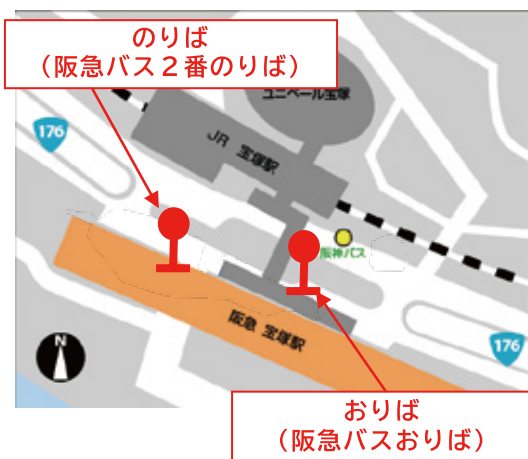 のりば
（阪急バス２番のりば）
ユニベール宝塚
176
JR 宝塚駅
阪神バス
阪急 宝塚駅
N
176
おりば
（阪急バスおりば）